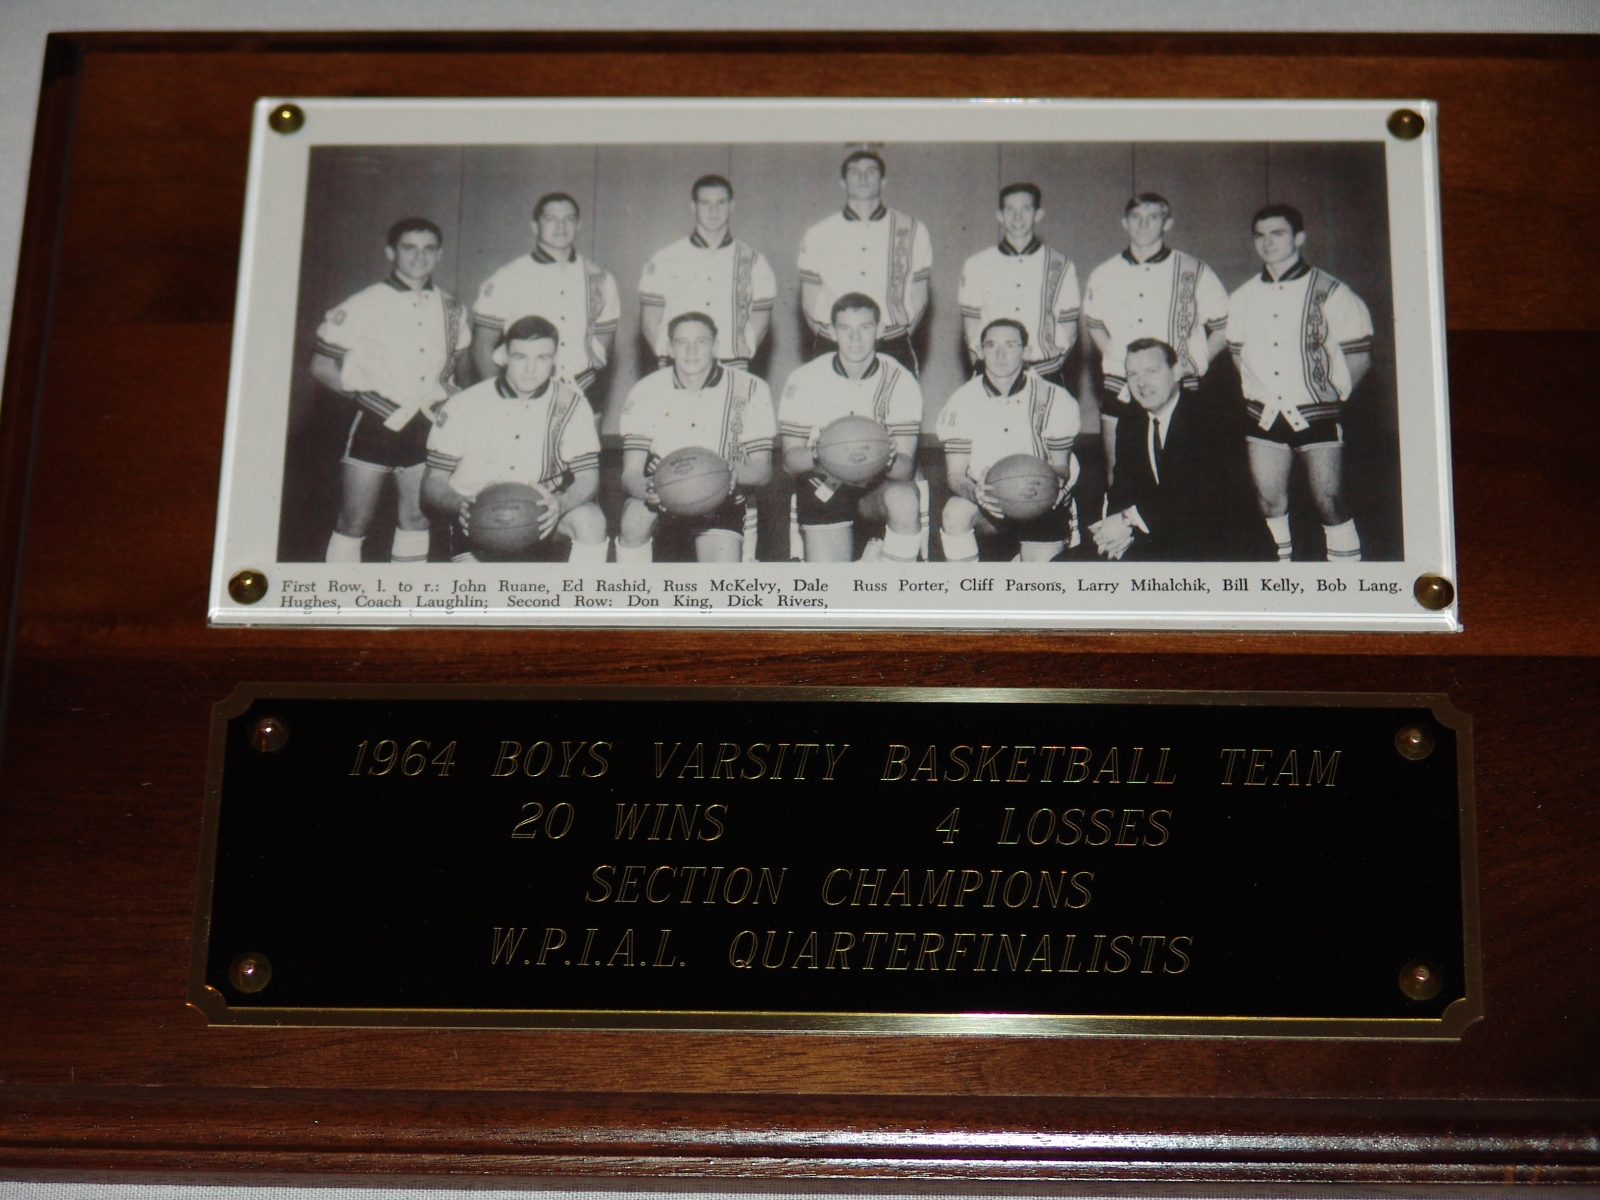 First Row, l. to r.: John Ruane, Ed Rashid, Russ McKelvy, Dale
Hughes, Coach Laughlin; Second Row: Don King, Dick Rivers,
Russ Porter, Cliff Parsons, Larry Mihalchik, Bill Kelly, Bob Lang.
1964 BOYS VARSITY BASKETBALL TEAM
20 WINS 4 LOSSES
SECTION CHAMPIONS
W.P.I.A.L. QUARTERFINALISTS